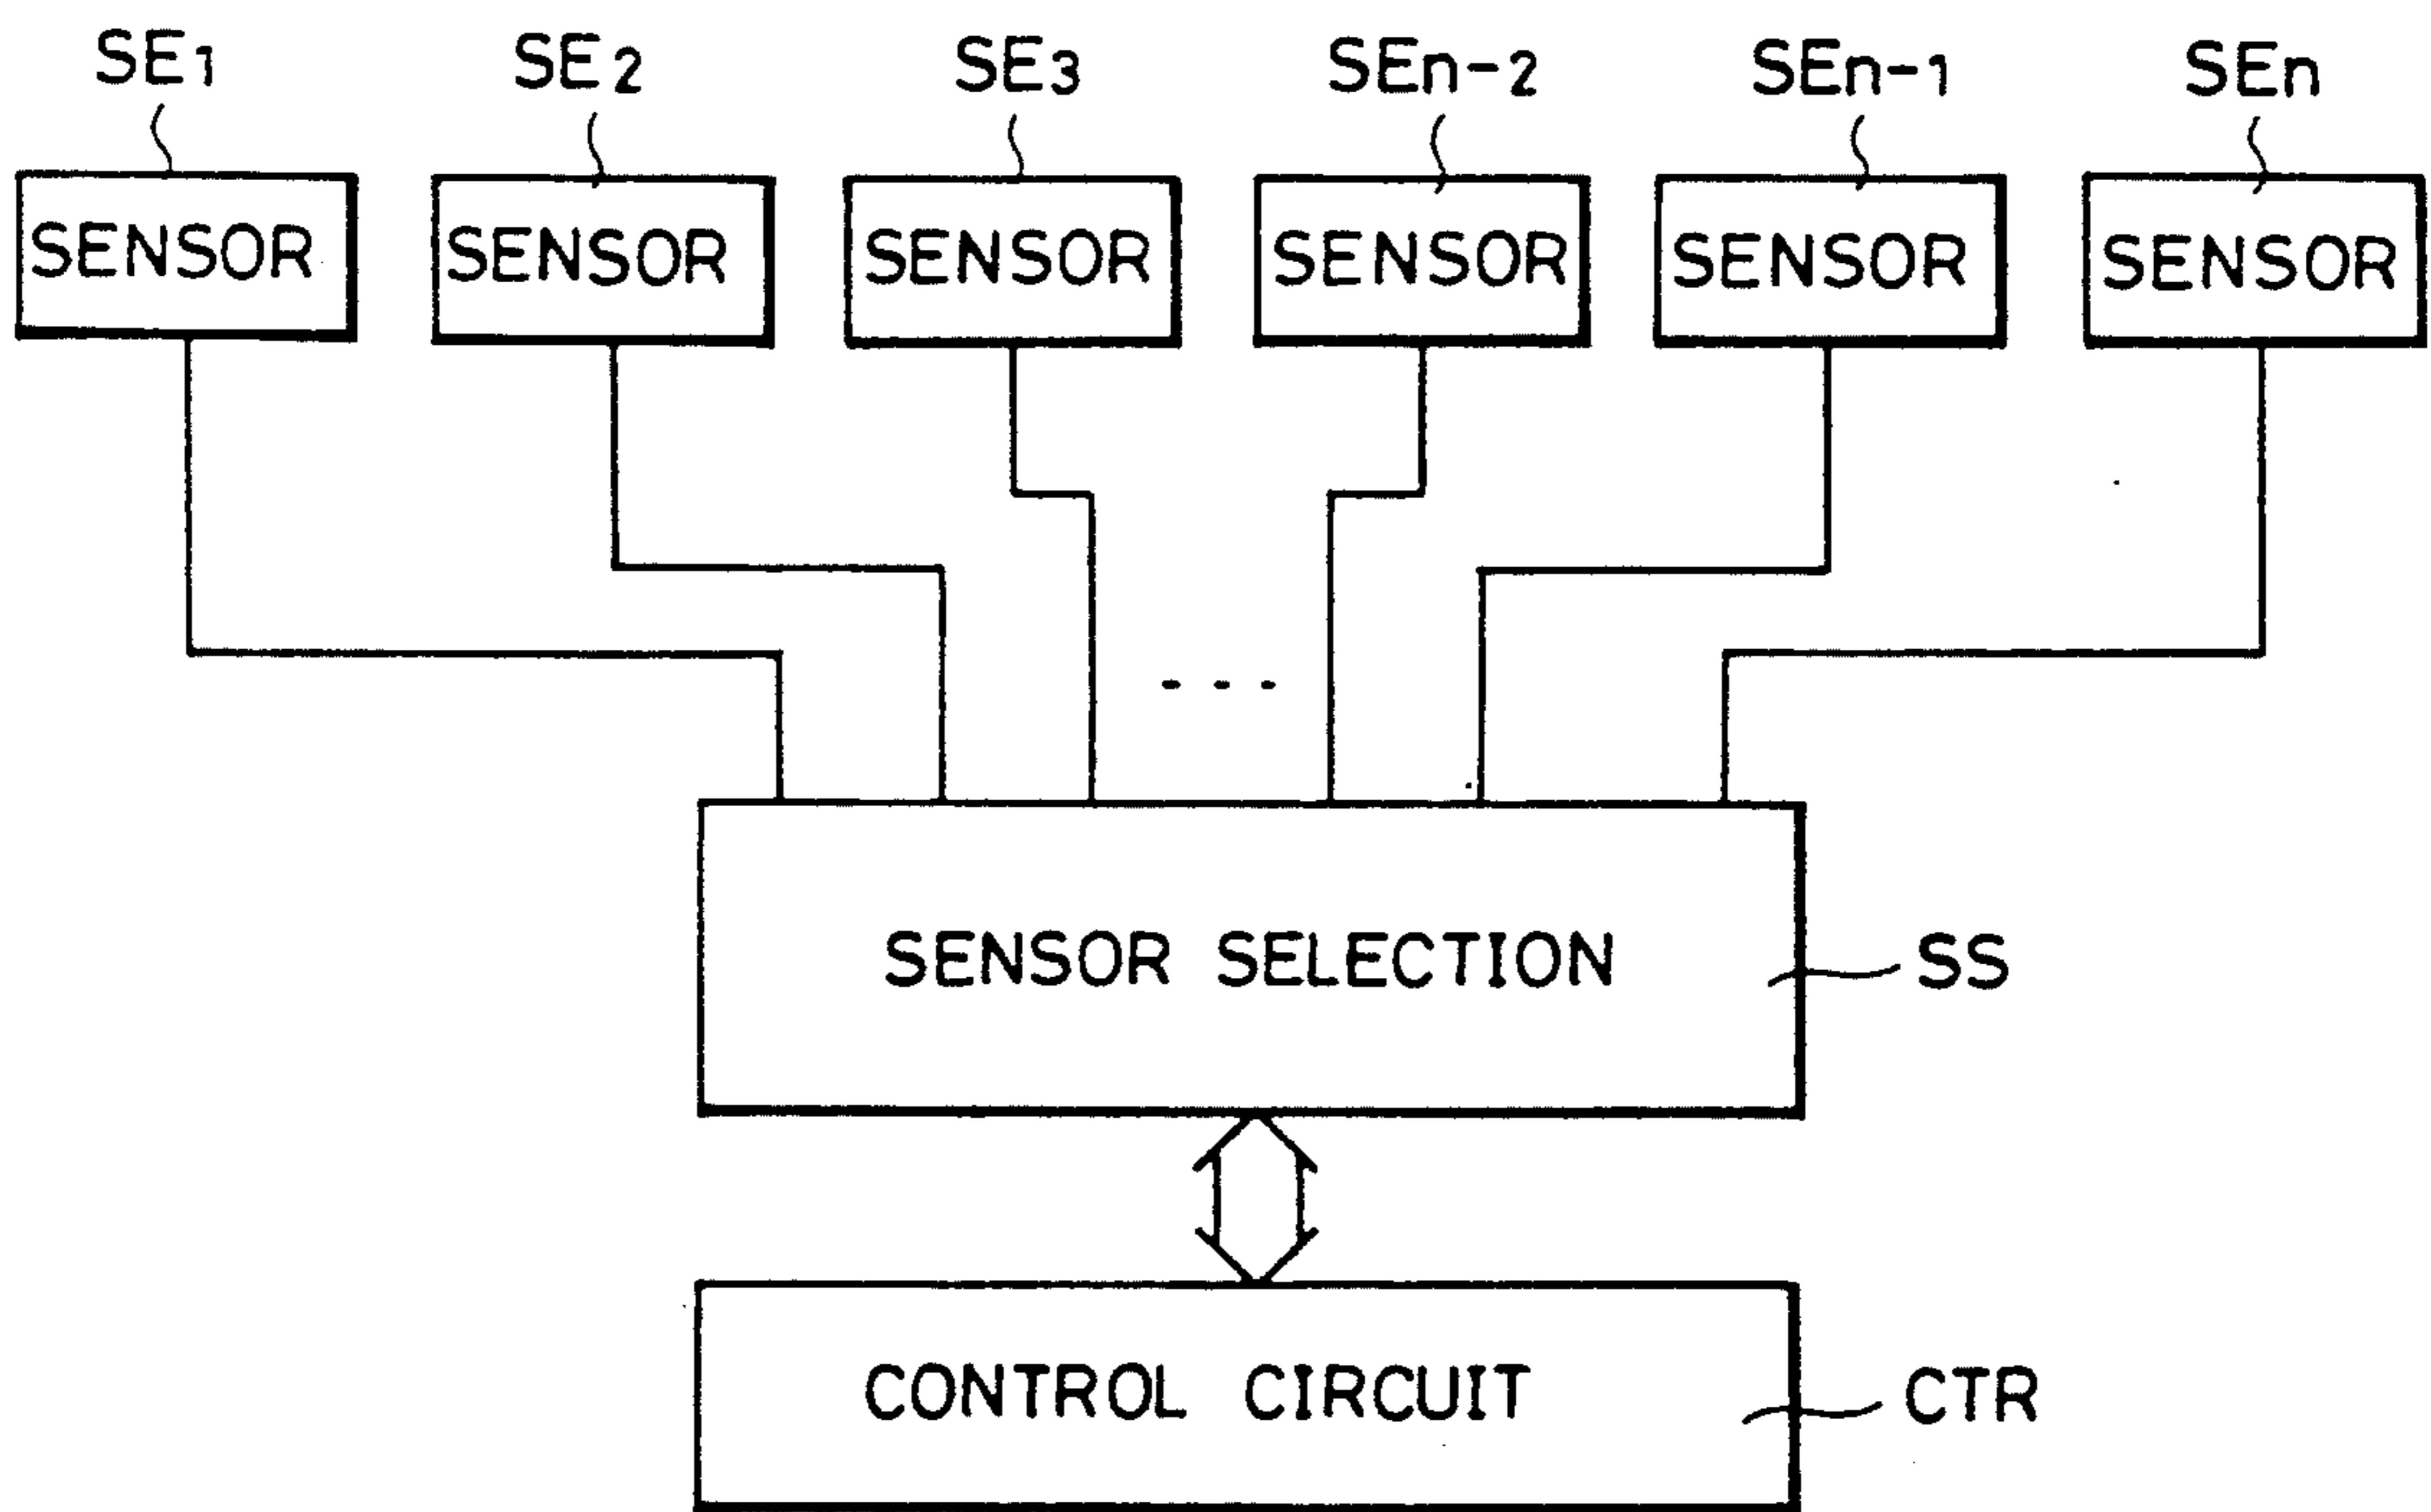 SE1 SE2 SE3 SEn-2 SEn-1 SEn
SENSOR SENSOR SENSOR SENSOR SENSOR SENSOR
...
SENSOR SELECTION SS
CONTROL CIRCUIT CTR